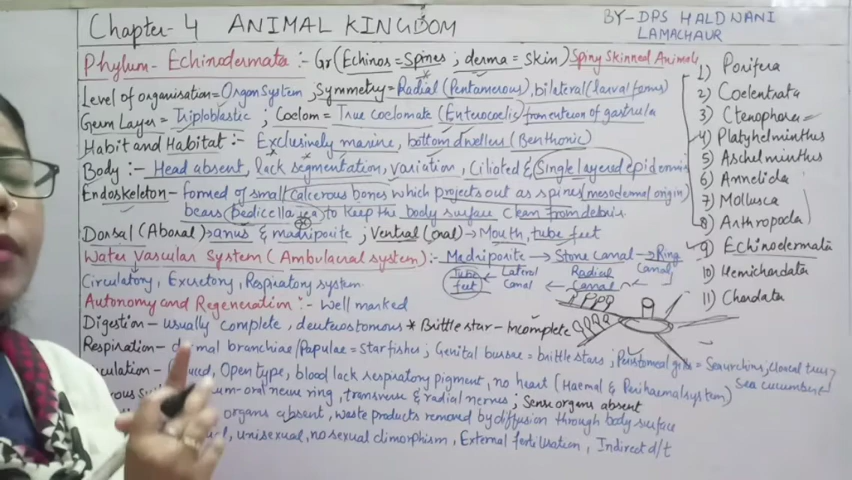 Chapter-4 ANIMAL KINGDOM
BY-DPS HALDWANI
LAMACHAUR
Phylum- Echinodermata :- Gr(Echinos=Spines ; derma = Skin) Spiny Skinned Animals
Level of organisation= Organ System, Symmetry= Radial (Pentamerous), bilateral (larval forms)
Germ Layer= Triploblastic, Coelom= True coelomate (Enterocoelic) from enteron of gastrula
Habit and Habitat :- Exclusively marine, bottom dwellers (Benthonic)
Body :- Head absent, lack segmentation, variation, Ciliated & Single layered epidermis
Endoskeleton- formed of small calcerous bones which projects out as spines (mesodermal origin)
bears to keep the body surface clean from debris
Dorsal (Aboral)→ anus & madriporite ; Ventral (oral)→ Mouth, tube feet
Water Vascular System (Ambulacral system) :- Madriporite → Stone Canal → Ring Canal
Tube feet ← Lateral Canal ← Radial Canal ←
Circulatory, Excretory, Respiratory system.
Autonomy and Regeneration :- Well marked
Digestion - usually complete, deuterostomous * Brittle star - Incomplete
Respiration- dermal branchiae/Papulae = Starfishes ; Genital bursae = brittle stars ; Peristomeal gills = Seaurchins ; Cloacal tree = Sea cucumber
Open type, blood lack respiratory pigment, no heart (Haemal & Perihaemal system)
oral nerve ring, transverse & radial nerves, Sense organs absent
organs absent, waste products removed by diffusion through body surface
unisexual, no sexual dimorphism, External fertilisation, Indirect d/t
1) Porifera
2) Coelentrata
3) Ctenophora
4) Platyhelminthus
5) Aschelminthus
6) Annelida
7) Mollusca
8) Arthropoda
9) Echinodermata
10) Hemichordata
11) Chordata